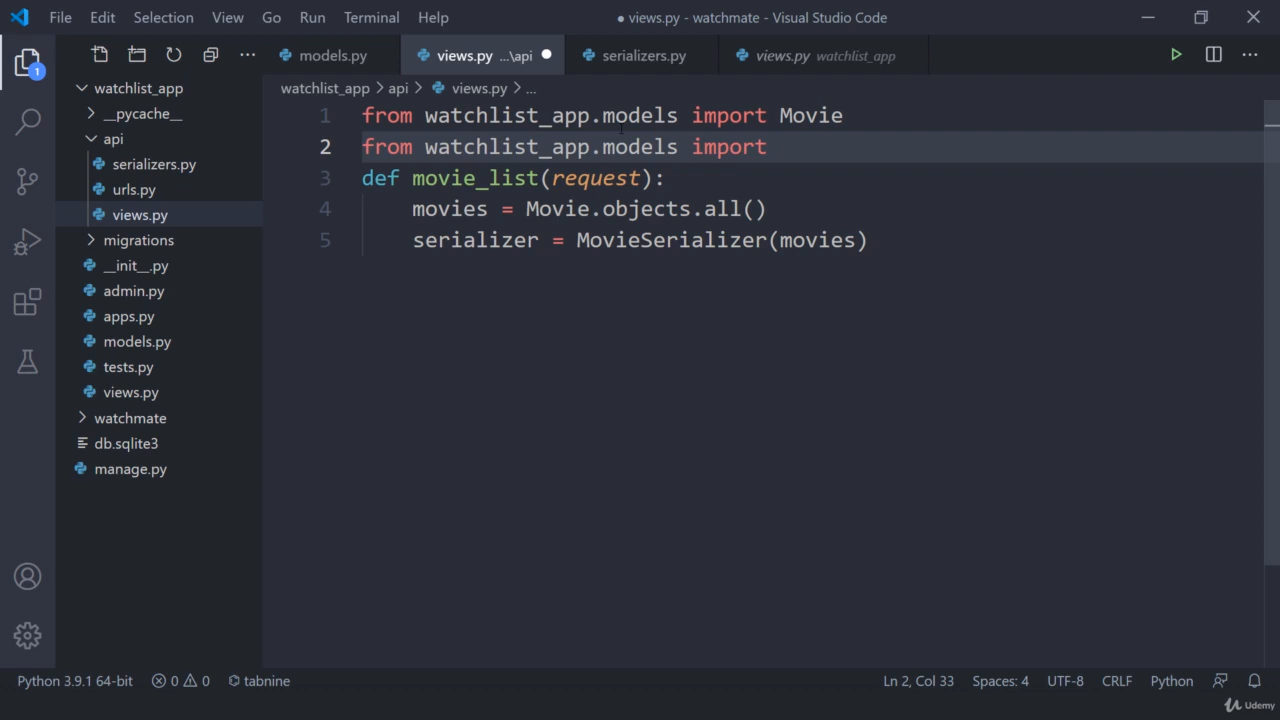 File Edit Selection View Go Run Terminal Help
● views.py - watchmate - Visual Studio Code
models.py
views.py ...\api
serializers.py
views.py watchlist_app
1
watchlist_app
__pycache__
api
serializers.py
urls.py
views.py
migrations
__init__.py
admin.py
apps.py
models.py
tests.py
views.py
watchmate
db.sqlite3
manage.py
watchlist_app > api > views.py > ...
1 from watchlist_app.models import Movie
2 from watchlist_app.models import
3 def movie_list(request):
4 movies = Movie.objects.all()
5 serializer = MovieSerializer(movies)
Python 3.9.1 64-bit 0 0 tabnine
Ln 2, Col 33 Spaces: 4 UTF-8 CRLF Python
Udemy